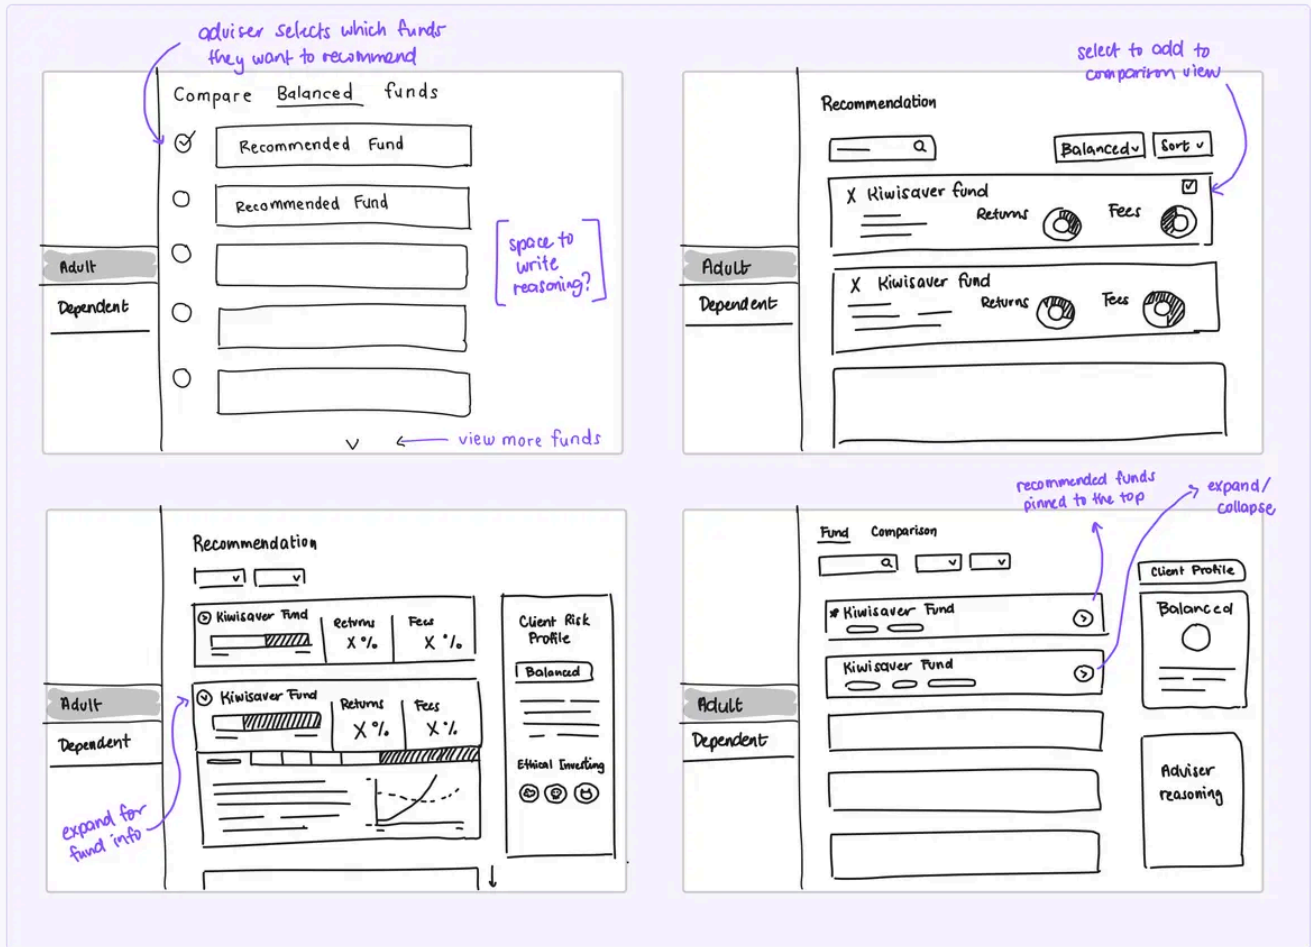 adviser selects which funds
they want to recommend
Compare Balanced funds
Recommended Fund
Recommended Fund
space to
write
reasoning?
Adult
Dependent
view more funds
select to add to
comparison view
Recommendation
Balanced
Sort
X Kiwisaver fund
Returns
Fees
X Kiwisaver fund
Returns
Fees
Adult
Dependent
Recommendation
Kiwisaver Fund
Returns
X %
Fees
X %
Kiwisaver Fund
Returns
X %
Fees
X %
Adult
Dependent
expand for
fund info
Client Risk
Profile
Balanced
Ethical Investing
recommended funds
pinned to the top
expand/
collapse
Fund Comparison
* Kiwisaver Fund
Kiwisaver Fund
Adult
Dependent
Client Profile
Balanced
Adviser
reasoning